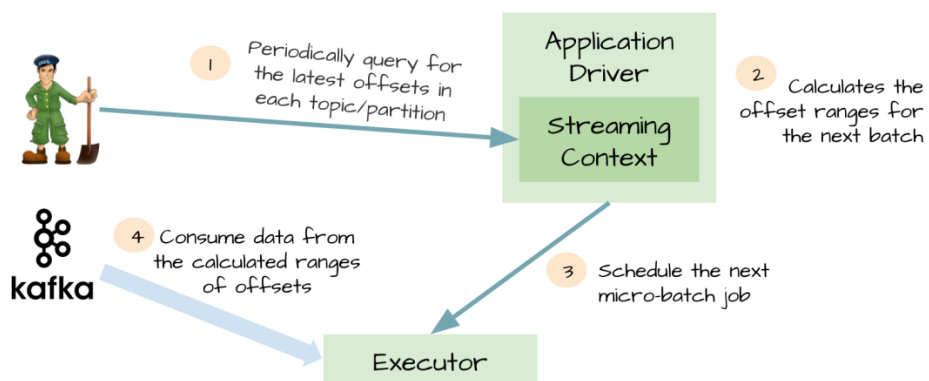 1
Periodically query for
the latest offsets in
each topic/partition
Application
Driver
Streaming
Context
2
Calculates the
offset ranges for
the next batch
kafka
4
Consume data from
the calculated ranges
of offsets
3
Schedule the next
micro-batch job
Executor